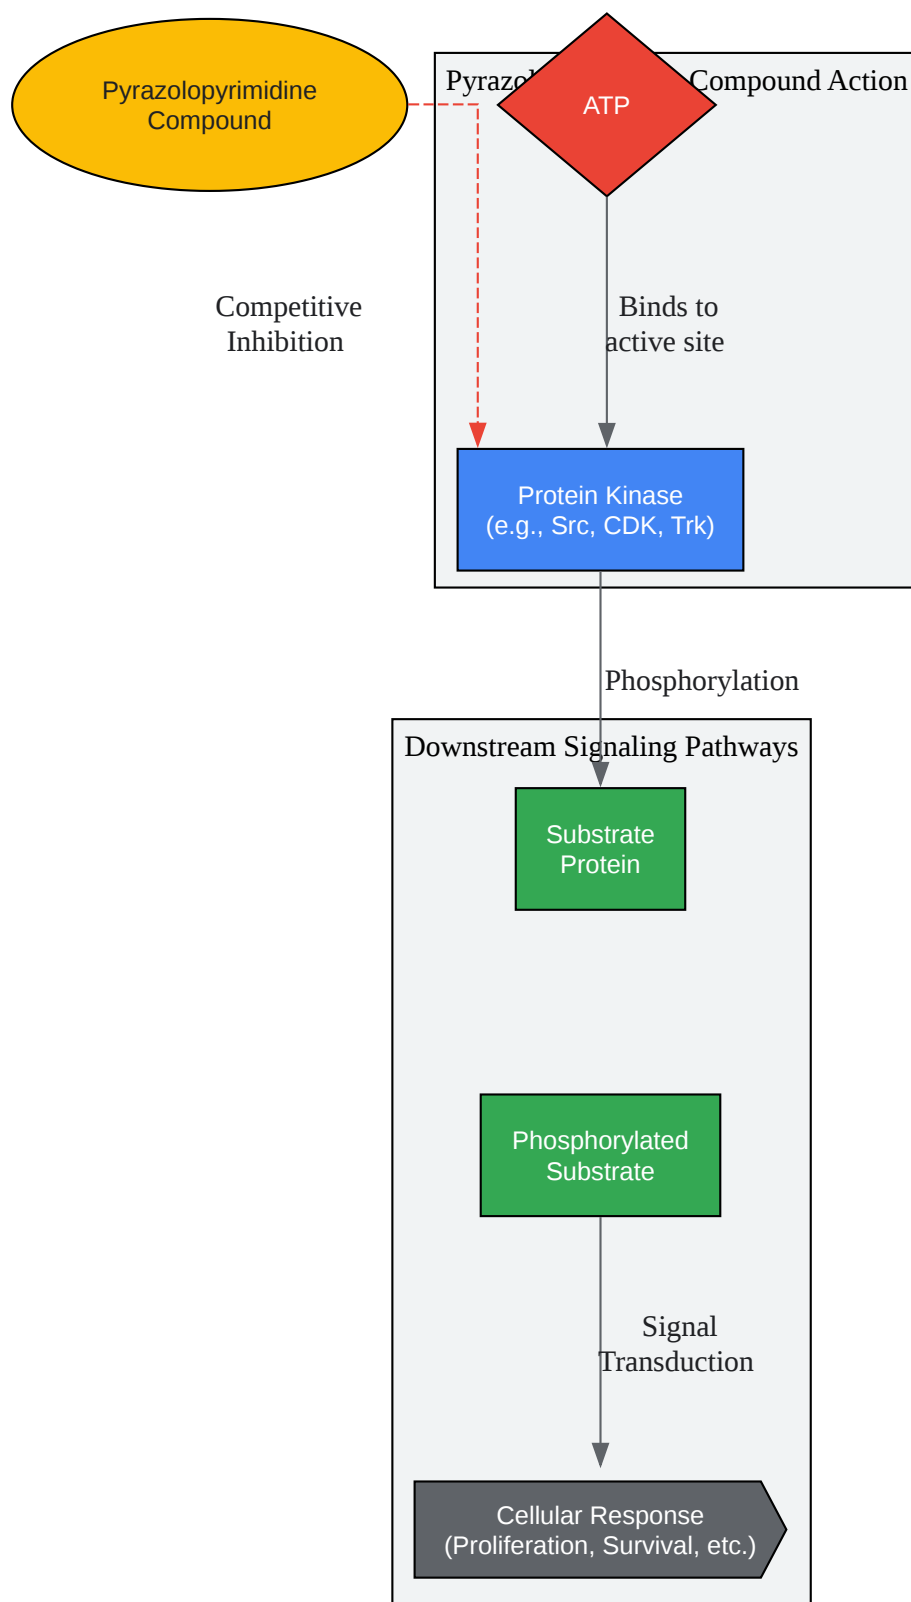 Pyrazolopyrimidine
Compound
Pyrazol Compound Action
ATP
Competitive
Inhibition
Binds to
active site
Protein Kinase
(e.g., Src, CDK, Trk)
Phosphorylation
Downstream Signaling Pathways
Substrate
Protein
Phosphorylated
Substrate
Signal
Transduction
Cellular Response
(Proliferation, Survival, etc.)